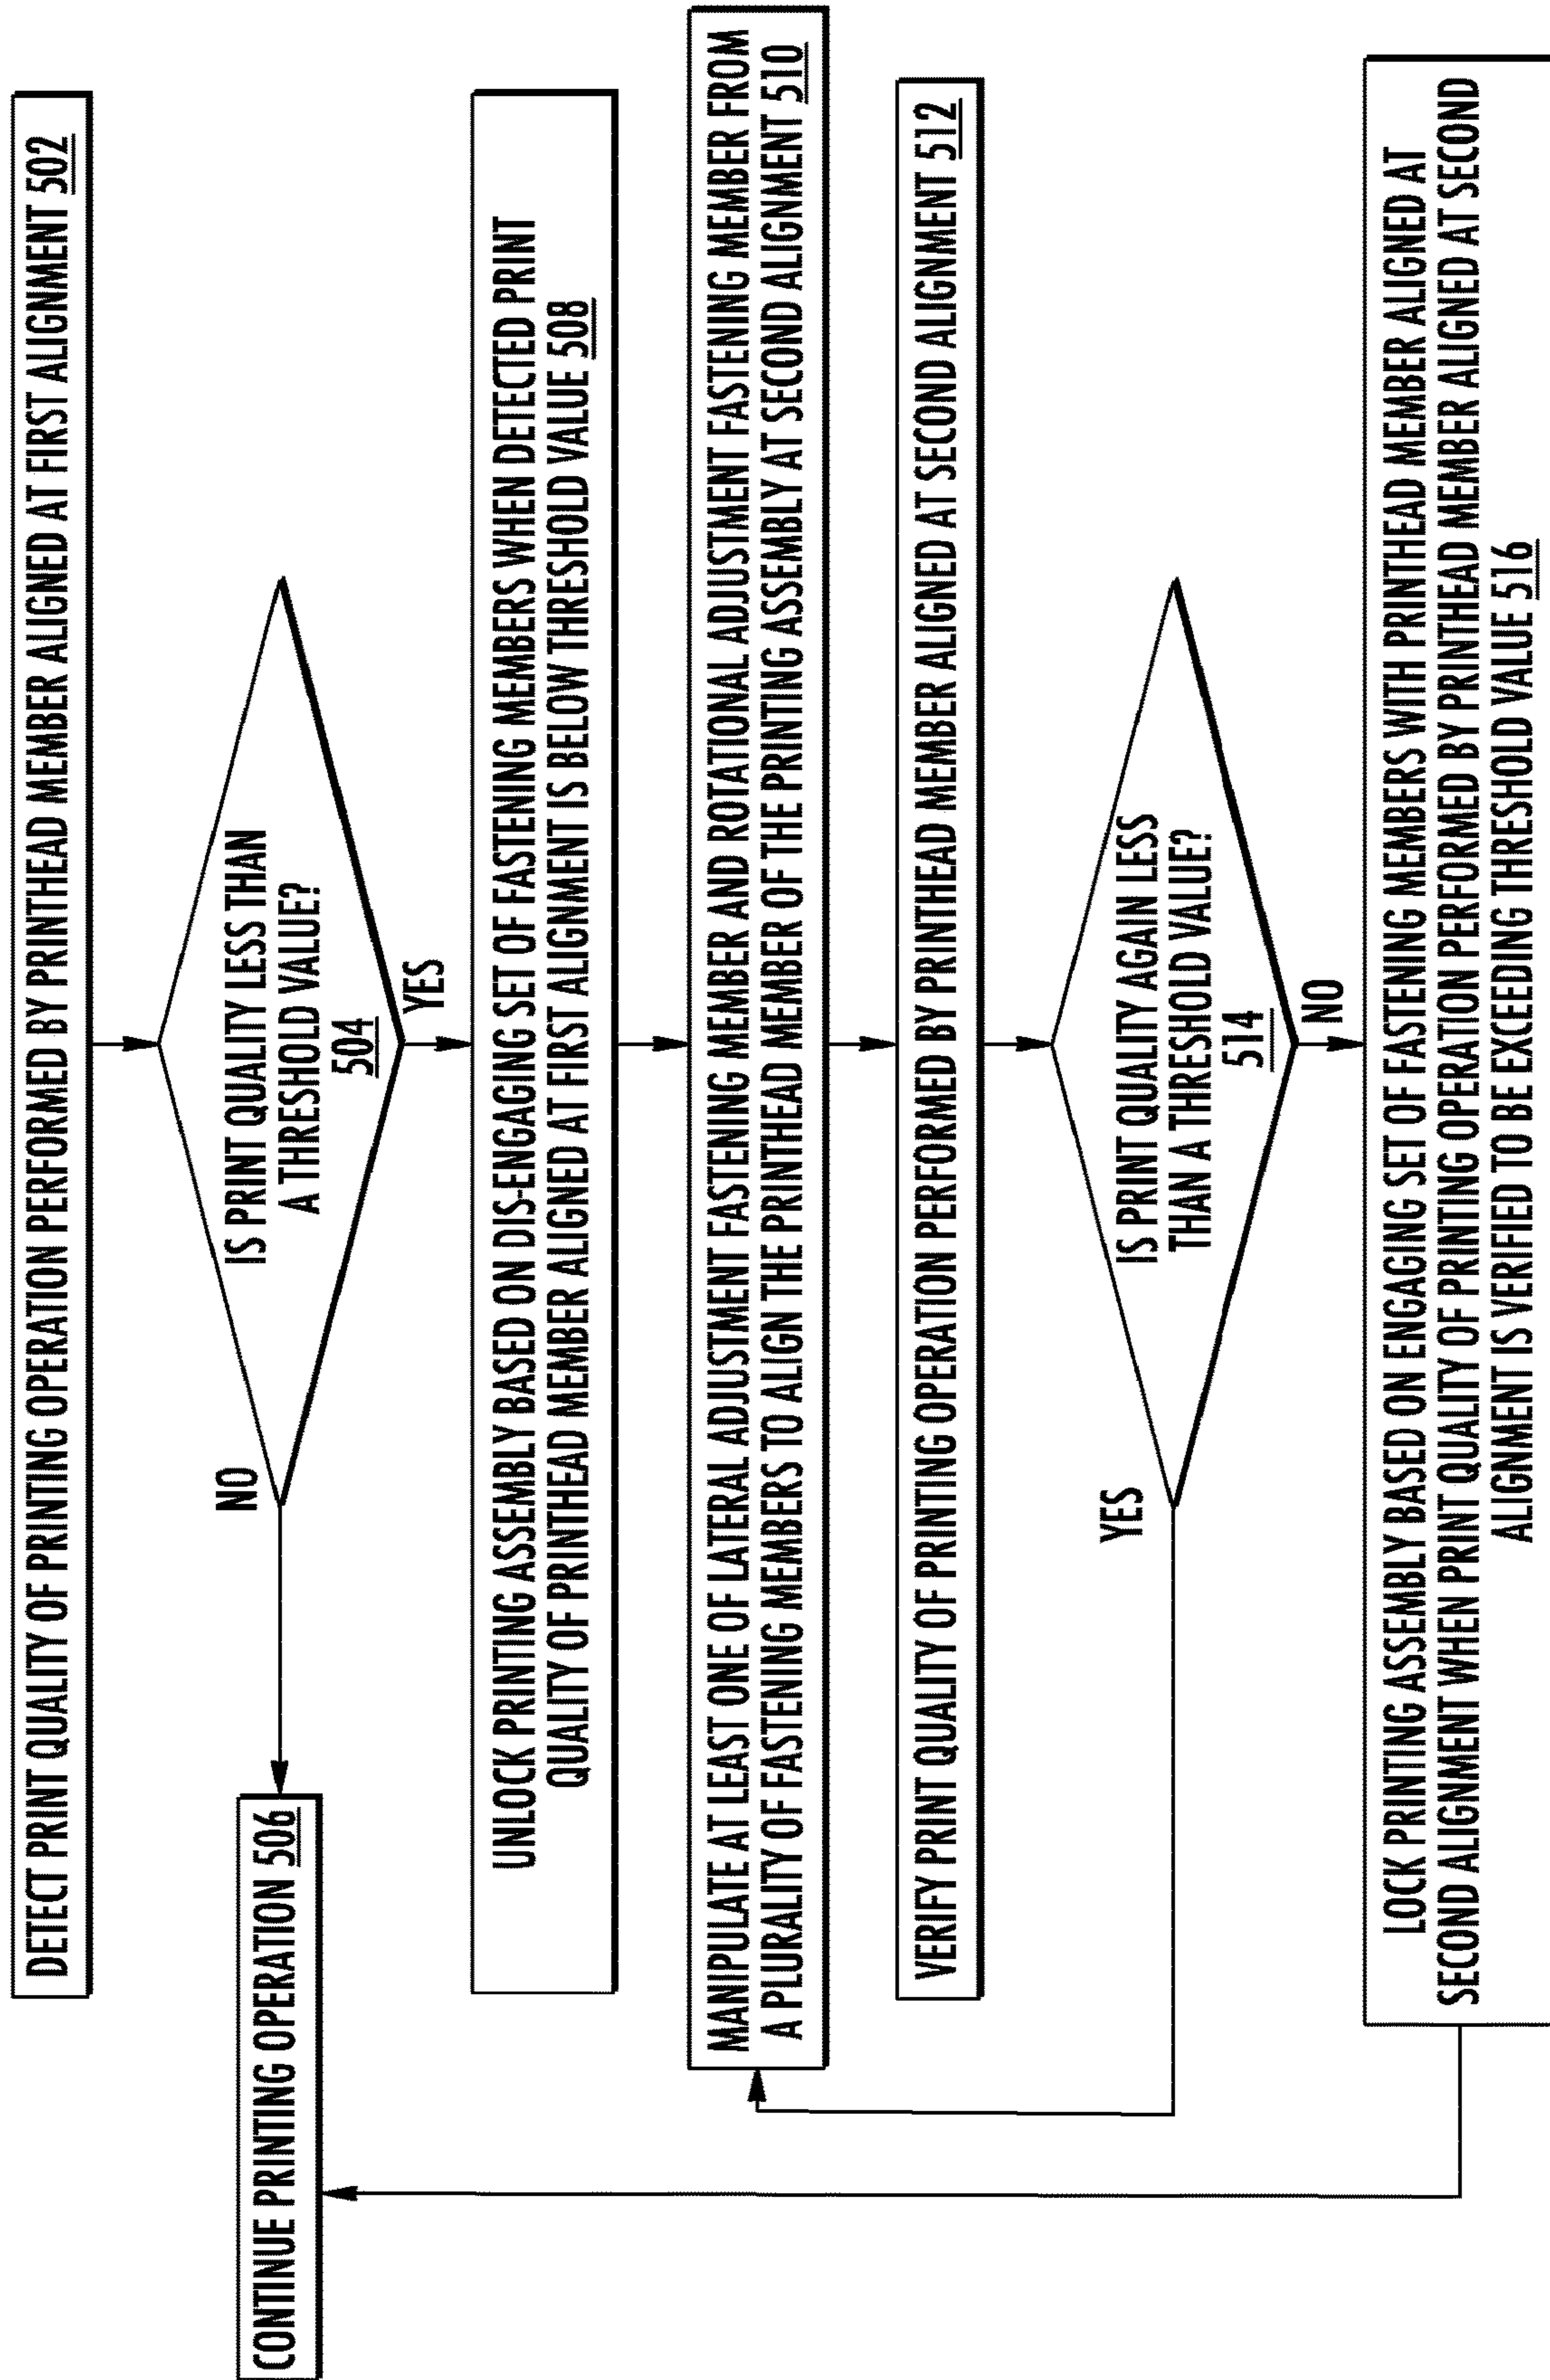 DETECT PRINT QUALITY OF PRINTING OPERATION PERFORMED BY PRINTHEAD MEMBER ALIGNED AT FIRST ALIGNMENT 502
IS PRINT QUALITY LESS THAN
A THRESHOLD VALUE?
504
NO
YES
CONTINUE PRINTING OPERATION 506
UNLOCK PRINTING ASSEMBLY BASED ON DIS-ENGAGING SET OF FASTENING MEMBERS WHEN DETECTED PRINT
QUALITY OF PRINTHEAD MEMBER ALIGNED AT FIRST ALIGNMENT IS BELOW THRESHOLD VALUE 508
MANIPULATE AT LEAST ONE OF LATERAL ADJUSTMENT FASTENING MEMBER AND ROTATIONAL ADJUSTMENT FASTENING MEMBER FROM
A PLURALITY OF FASTENING MEMBERS TO ALIGN THE PRINTHEAD MEMBER OF THE PRINTING ASSEMBLY AT SECOND ALIGNMENT 510
VERIFY PRINT QUALITY OF PRINTING OPERATION PERFORMED BY PRINTHEAD MEMBER ALIGNED AT SECOND ALIGNMENT 512
IS PRINT QUALITY AGAIN LESS
THAN A THRESHOLD VALUE?
514
YES
NO
LOCK PRINTING ASSEMBLY BASED ON ENGAGING SET OF FASTENING MEMBERS WITH PRINTHEAD MEMBER ALIGNED AT
SECOND ALIGNMENT WHEN PRINT QUALITY OF PRINTING OPERATION PERFORMED BY PRINTHEAD MEMBER ALIGNED AT SECOND
ALIGNMENT IS VERIFIED TO BE EXCEEDING THRESHOLD VALUE 516